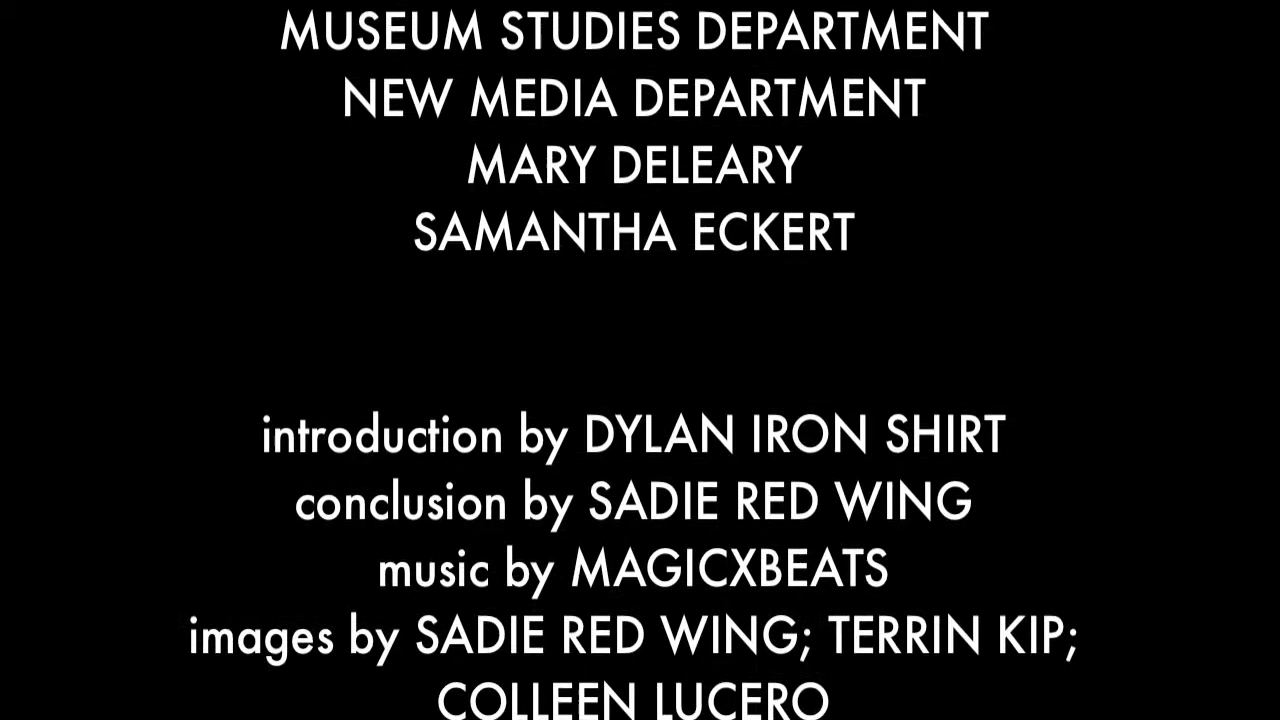 MUSEUM STUDIES DEPARTMENT
NEW MEDIA DEPARTMENT
MARY DELEARY
SAMANTHA ECKERT
introduction by DYLAN IRON SHIRT
conclusion by SADIE RED WING
music by MAGICXBEATS
images by SADIE RED WING; TERRIN KIP;
COLLEEN LUCERO